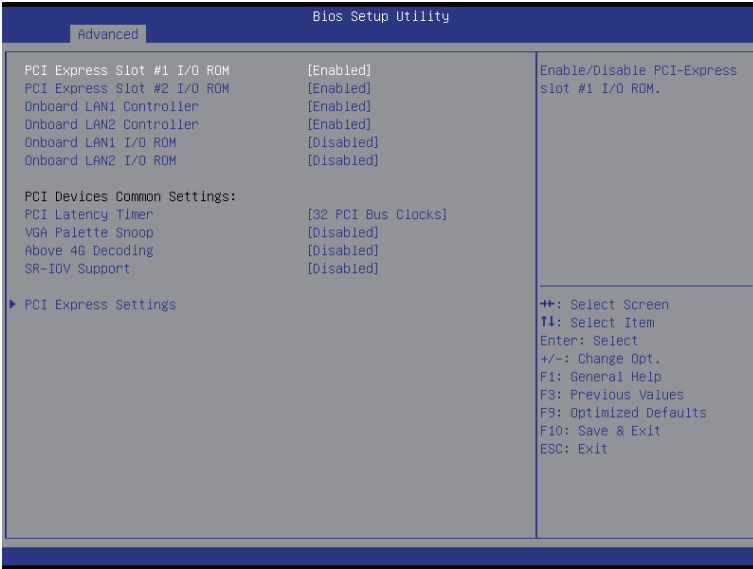 Bios Setup Utility
Advanced
PCI Express Slot #1 I/O ROM [Enabled]
PCI Express Slot #2 I/O ROM [Enabled]
Onboard LAN1 Controller [Enabled]
Onboard LAN2 Controller [Enabled]
Onboard LAN1 I/O ROM [Disabled]
Onboard LAN2 I/O ROM [Disabled]
PCI Devices Common Settings:
PCI Latency Timer [32 PCI Bus Clocks]
VGA Palette Snoop [Disabled]
Above 4G Decoding [Disabled]
SR-IOV Support [Disabled]
PCI Express Settings
Enable/Disable PCI-Express
slot #1 I/O ROM.
→←: Select Screen
↑↓: Select Item
Enter: Select
+/-: Change Opt.
F1: General Help
F3: Previous Values
F9: Optimized Defaults
F10: Save & Exit
ESC: Exit